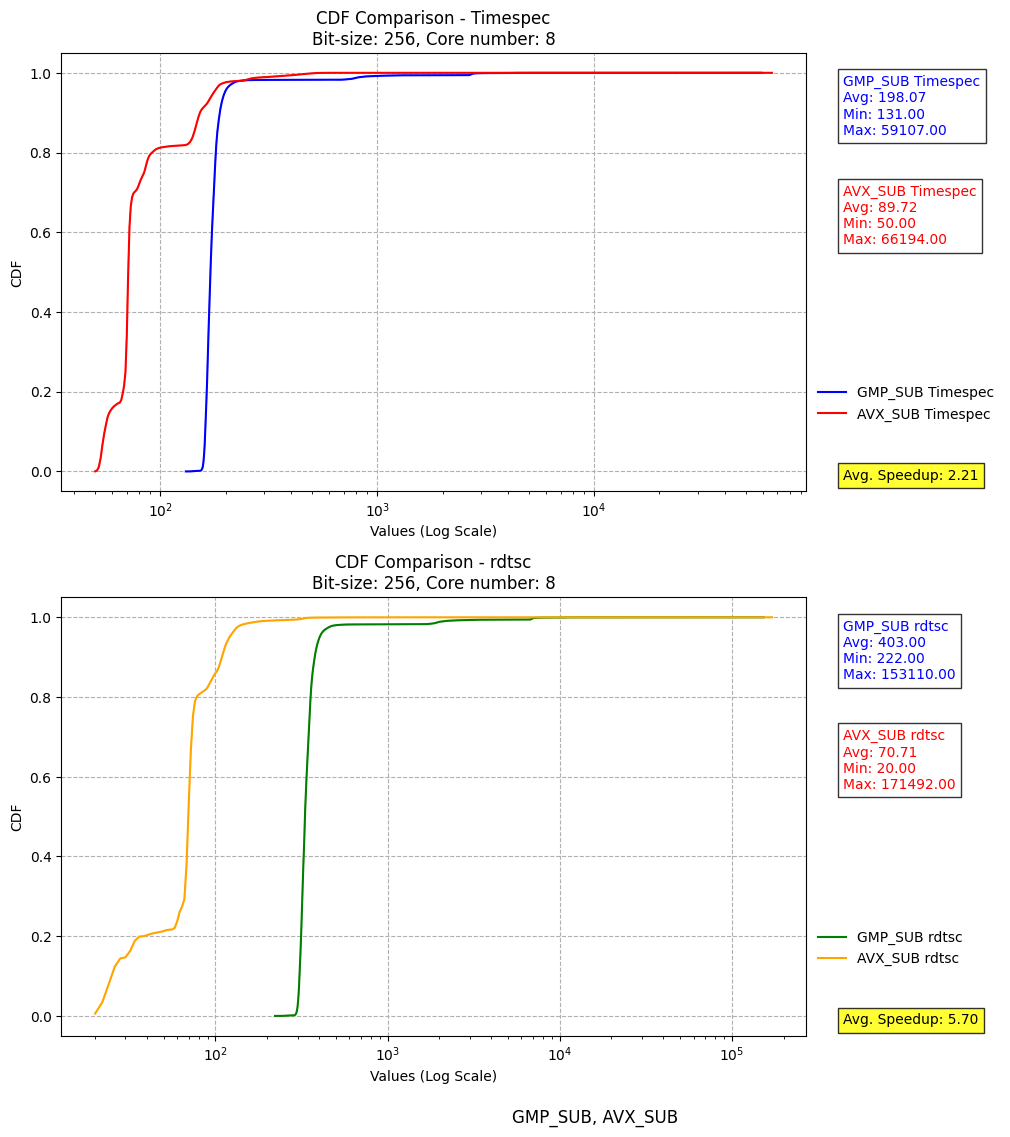 CDF Comparison - Timespec
Bit-size: 256, Core number: 8
1.0
0.8
0.6
0.4
0.2
0.0
CDF
10²
10³
10⁴
Values (Log Scale)
GMP_SUB Timespec
Avg: 198.07
Min: 131.00
Max: 59107.00
AVX_SUB Timespec
Avg: 89.72
Min: 50.00
Max: 66194.00
GMP_SUB Timespec
AVX_SUB Timespec
Avg. Speedup: 2.21
CDF Comparison - rdtsc
Bit-size: 256, Core number: 8
1.0
0.8
0.6
0.4
0.2
0.0
CDF
10²
10³
10⁴
10⁵
Values (Log Scale)
GMP_SUB rdtsc
Avg: 403.00
Min: 222.00
Max: 153110.00
AVX_SUB rdtsc
Avg: 70.71
Min: 20.00
Max: 171492.00
GMP_SUB rdtsc
AVX_SUB rdtsc
Avg. Speedup: 5.70
GMP_SUB, AVX_SUB